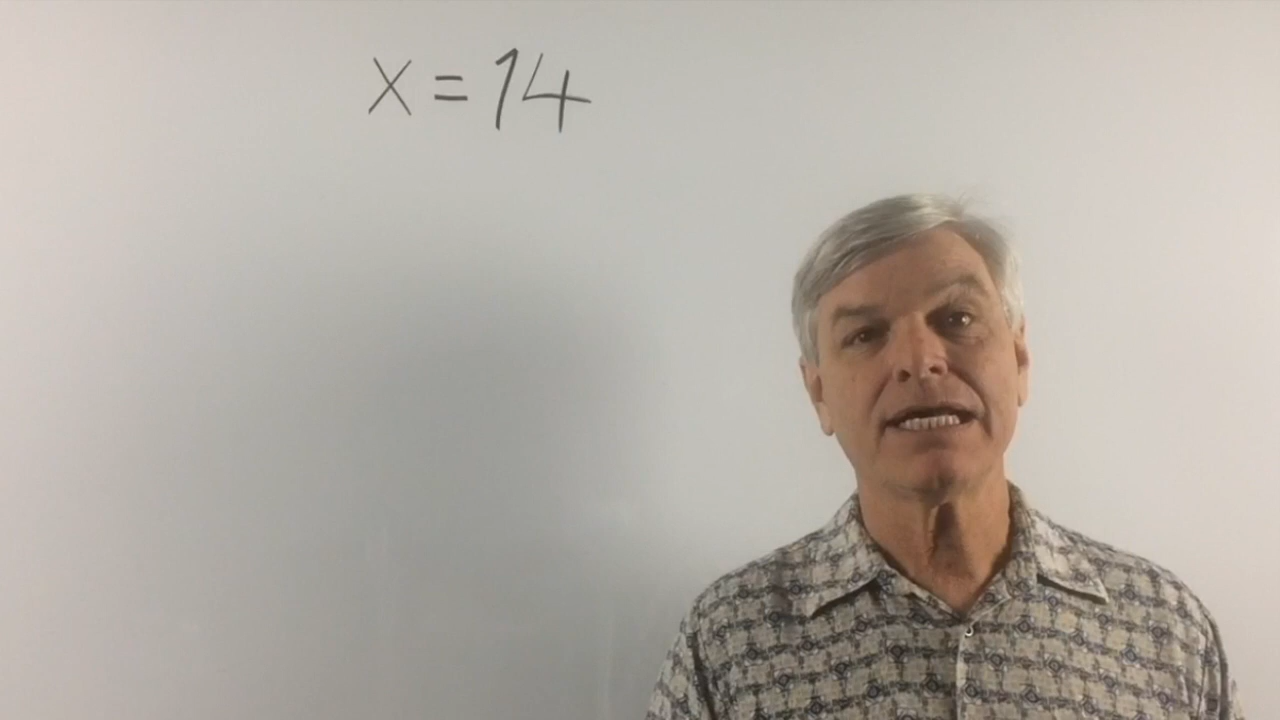 x = 14